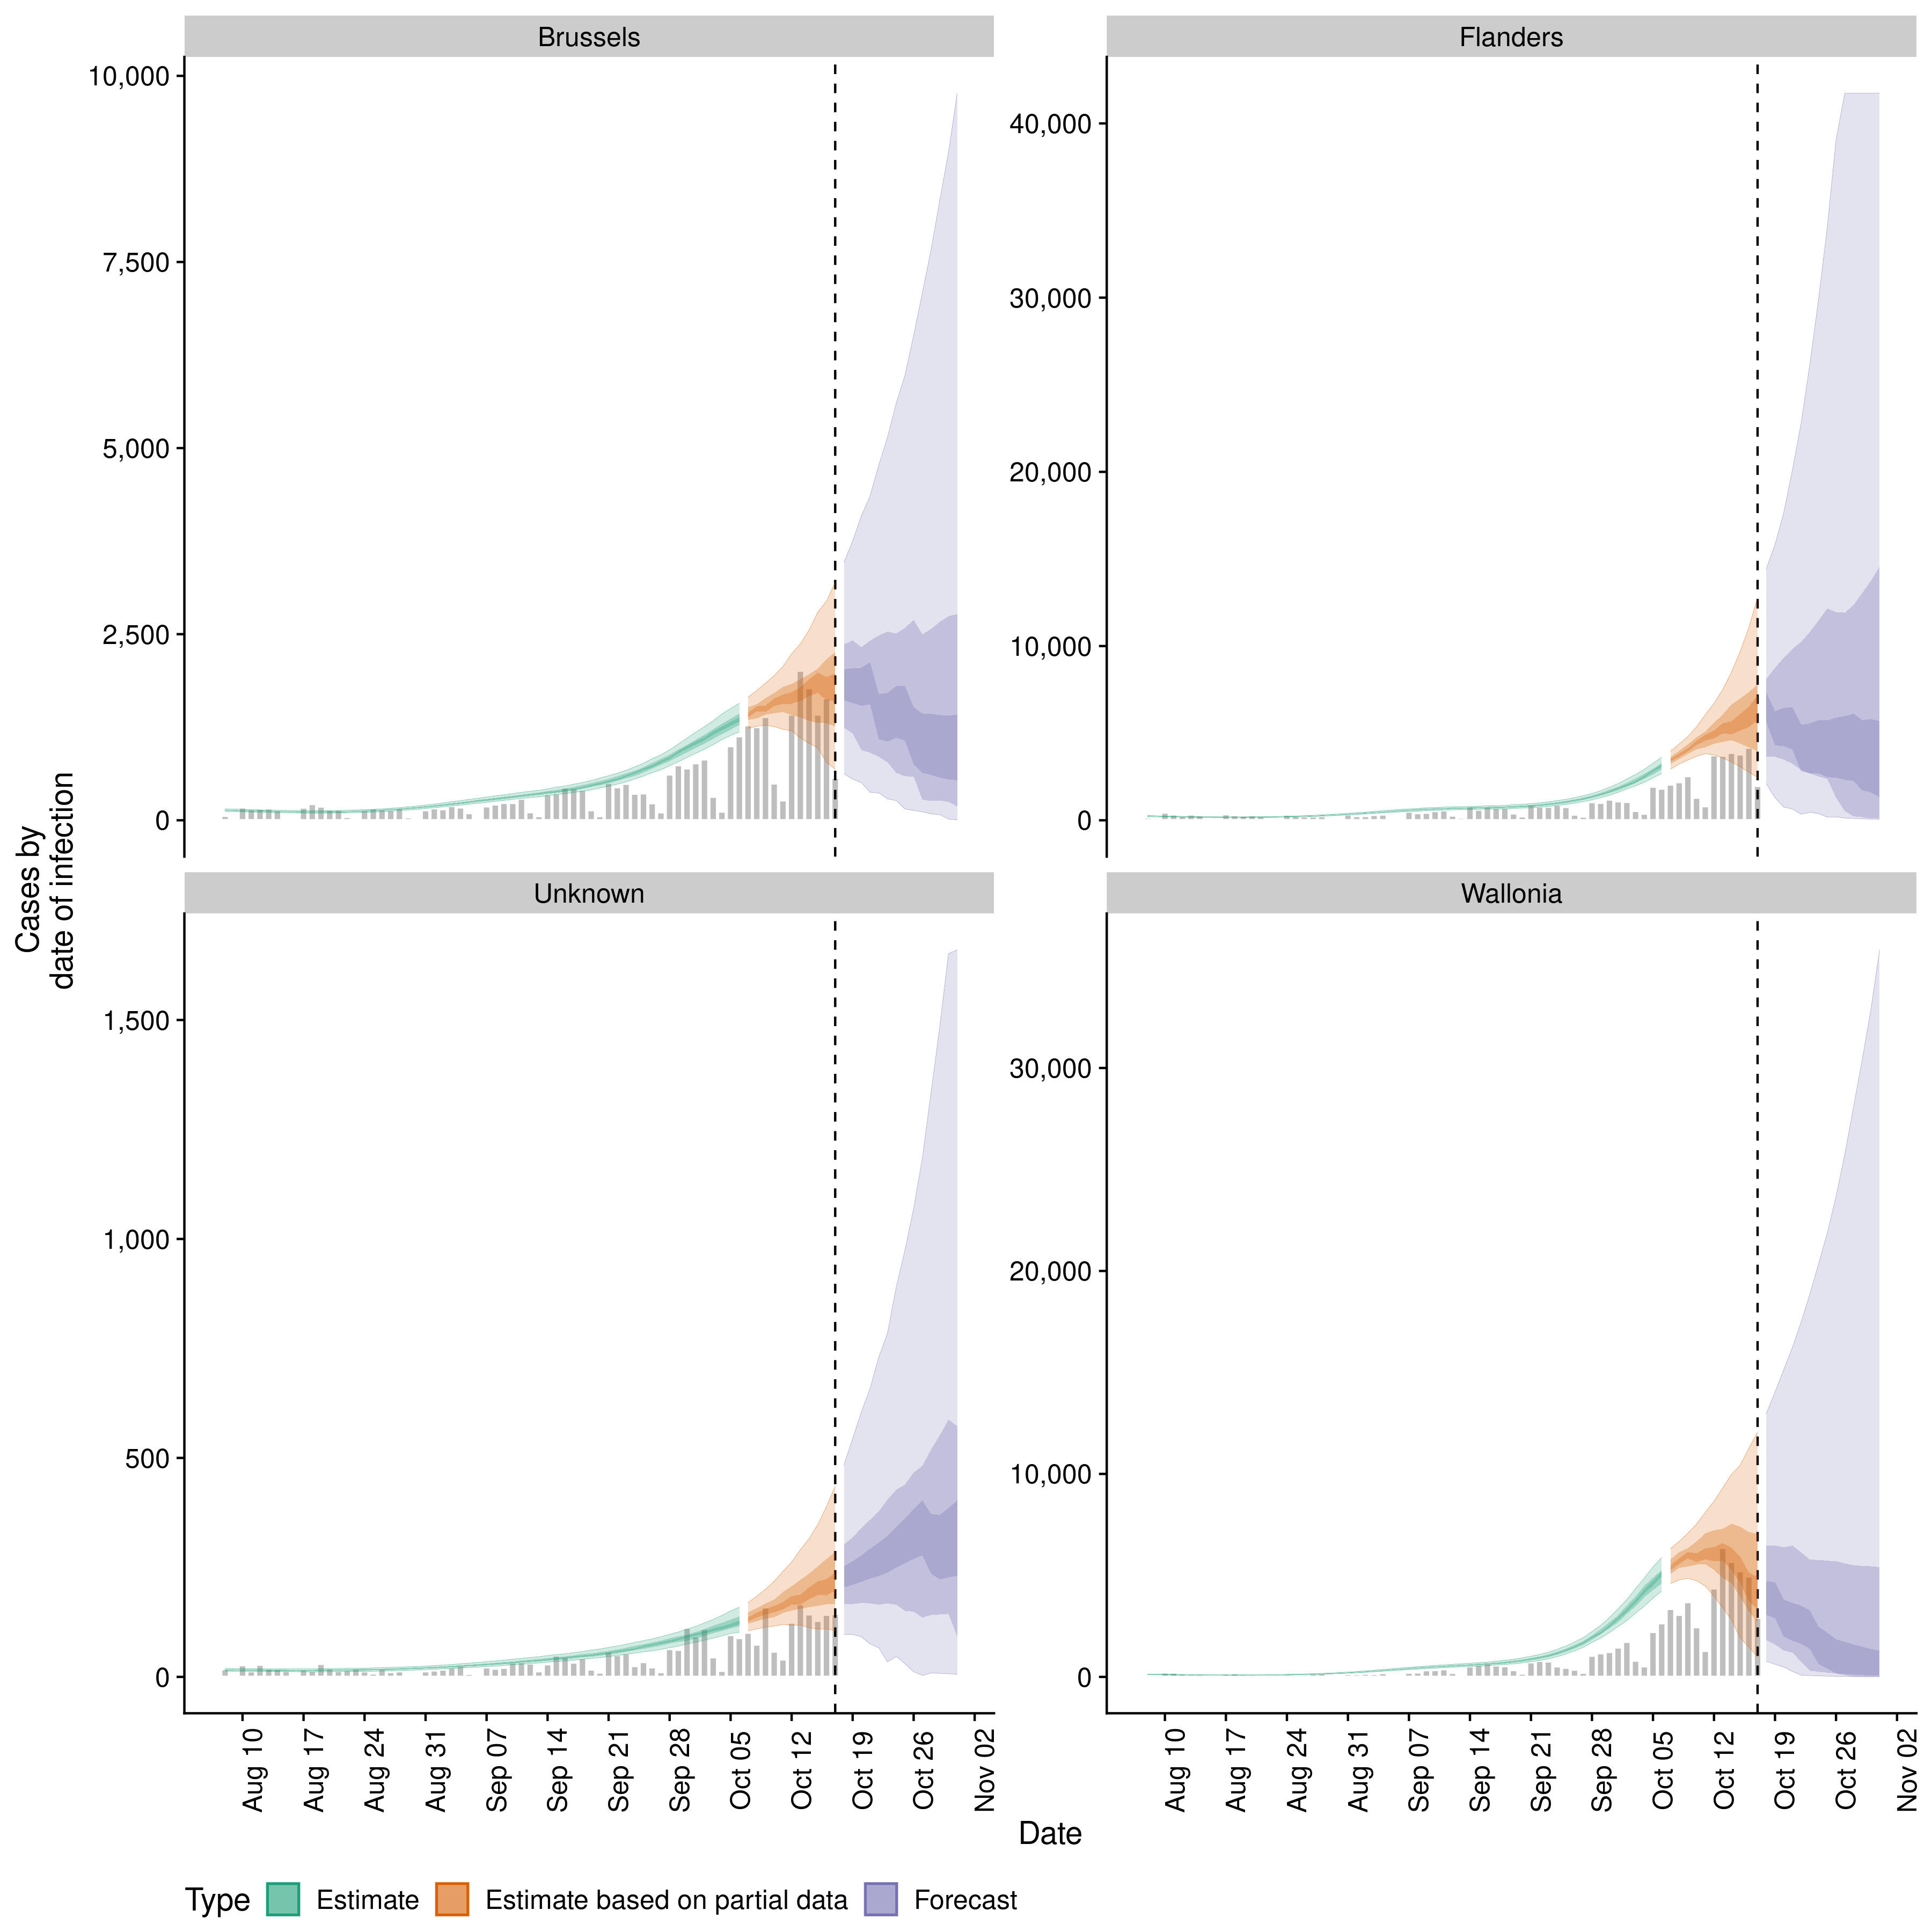 Brussels
Flanders
10,000
7,500
5,000
2,500
0
40,000
30,000
20,000
10,000
0
Cases by
date of infection
Unknown
Wallonia
1,500
1,000
500
0
30,000
20,000
10,000
0
Aug 10
Aug 17
Aug 24
Aug 31
Sep 07
Sep 14
Sep 21
Sep 28
Oct 05
Oct 12
Oct 19
Oct 26
Nov 02
Aug 10
Aug 17
Aug 24
Aug 31
Sep 07
Sep 14
Sep 21
Sep 28
Oct 05
Oct 12
Oct 19
Oct 26
Nov 02
Date
Type Estimate Estimate based on partial data Forecast